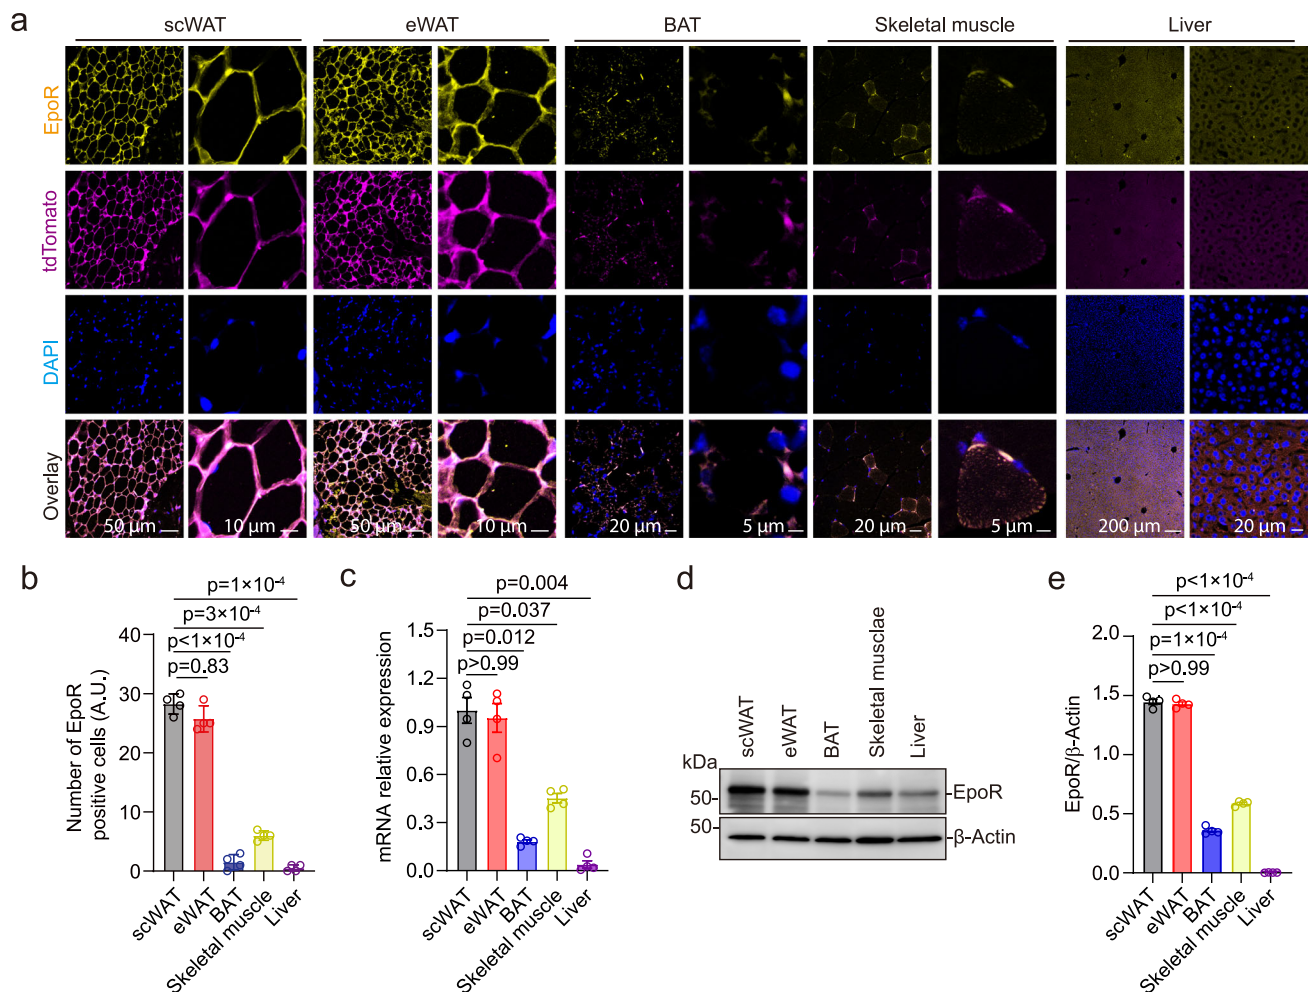 a
scWAT eWAT BAT Skeletal muscle Liver
EpoR
tdTomato
DAPI
Overlay
50 µm 10 µm 50 µm 10 µm 20 µm 5 µm 20 µm 5 µm 200 µm 20 µm
b
p=1×10⁻⁴
p=3×10⁻⁴
p<1×10⁻⁴
p=0.83
Number of EpoR
positive cells (A.U.)
40
30
20
10
0
scWAT
eWAT
BAT
Skeletal muscle
Liver
c
p=0.004
p=0.037
p=0.012
p>0.99
mRNA relative expression
1.5
1.2
0.9
0.6
0.3
0.0
scWAT
eWAT
BAT
Skeletal muscle
Liver
d
scWAT
eWAT
BAT
Skeletal musclae
Liver
kDa
50
EpoR
50
β-Actin
e
p<1×10⁻⁴
p<1×10⁻⁴
p=1×10⁻⁴
p>0.99
EpoR/β-Actin
2.0
1.5
1.0
0.5
0.0
scWAT
eWAT
BAT
Skeletal muscle
Liver